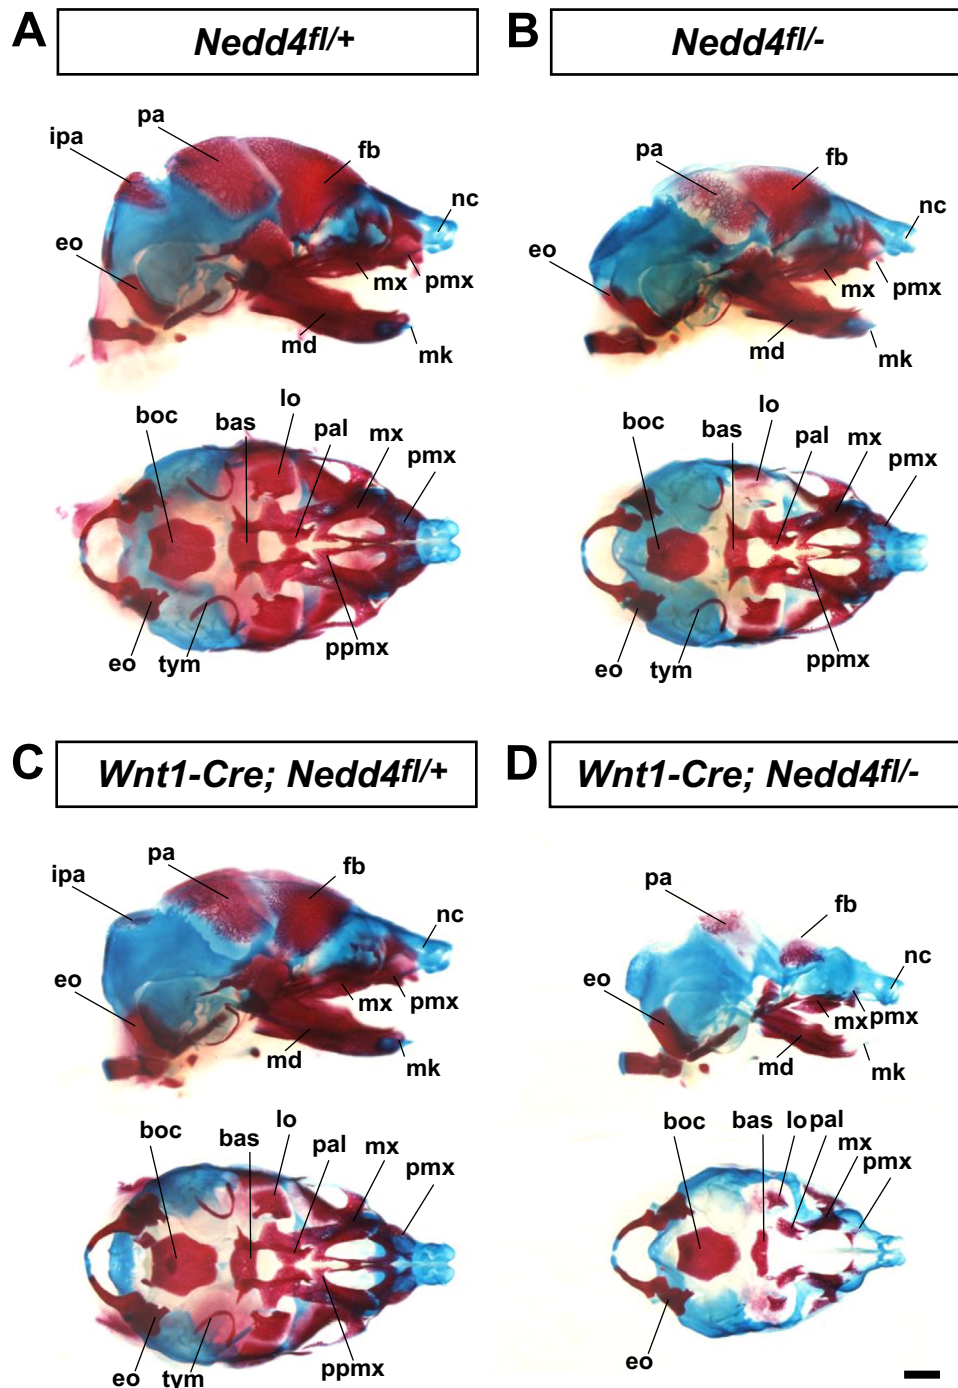 A
Nedd4fl/+
B
Nedd4fl/-
pa
ipa
fb
nc
eo
mx
pmx
md
mk
pa
fb
nc
eo
mx
pmx
md
mk
lo
boc
bas
pal
mx
pmx
eo
tym
ppmx
lo
boc
bas
pal
mx
pmx
eo
tym
ppmx
C
Wnt1-Cre; Nedd4fl/+
D
Wnt1-Cre; Nedd4fl/-
pa
ipa
fb
nc
eo
mx
pmx
md
mk
pa
fb
nc
eo
mx
pmx
md
mk
boc
bas
lo
pal
mx
pmx
eo
tym
ppmx
boc
bas
lo
pal
mx
pmx
eo